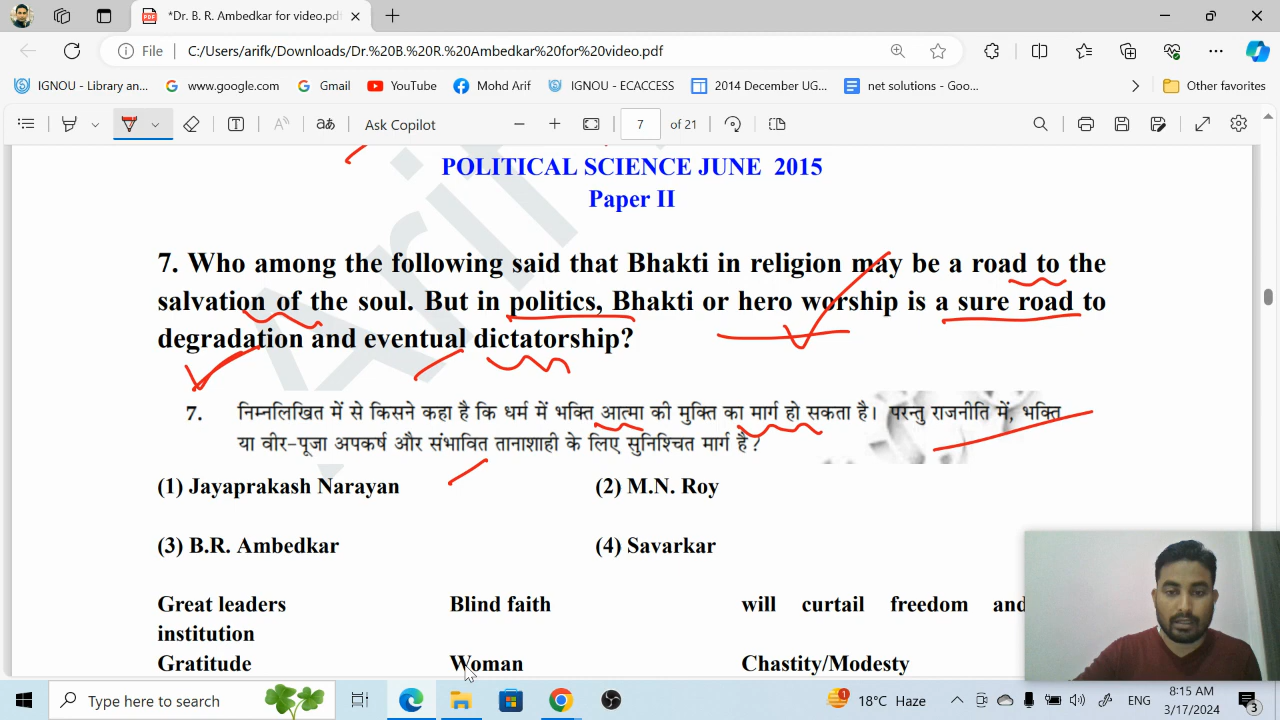 *Dr. B. R. Ambedkar for video.pdf
File C:/Users/arifk/Downloads/Dr.%20B.%20R.%20Ambedkar%20for%20video.pdf
IGNOU - Library an... www.google.com Gmail YouTube Mohd Arif IGNOU - ECACCESS 2014 December UG... net solutions - Goo... Other favorites
Ask Copilot 7 of 21
POLITICAL SCIENCE JUNE 2015
Paper II
7. Who among the following said that Bhakti in religion may be a road to the
salvation of the soul. But in politics, Bhakti or hero worship is a sure road to
degradation and eventual dictatorship?
7. निम्नलिखित में से किसने कहा है कि धर्म में भक्ति आत्मा की मुक्ति का मार्ग हो सकता है। परन्तु राजनीति में, भक्ति
या वीर-पूजा अपकर्ष और संभावित तानाशाही के लिए सुनिश्चित मार्ग है?
(1) Jayaprakash Narayan (2) M.N. Roy
(3) B.R. Ambedkar (4) Savarkar
Great leaders Blind faith will curtail freedom and
institution
Gratitude Woman Chastity/Modesty
Type here to search 18°C Haze ENG 8:15 AM
3/17/2024